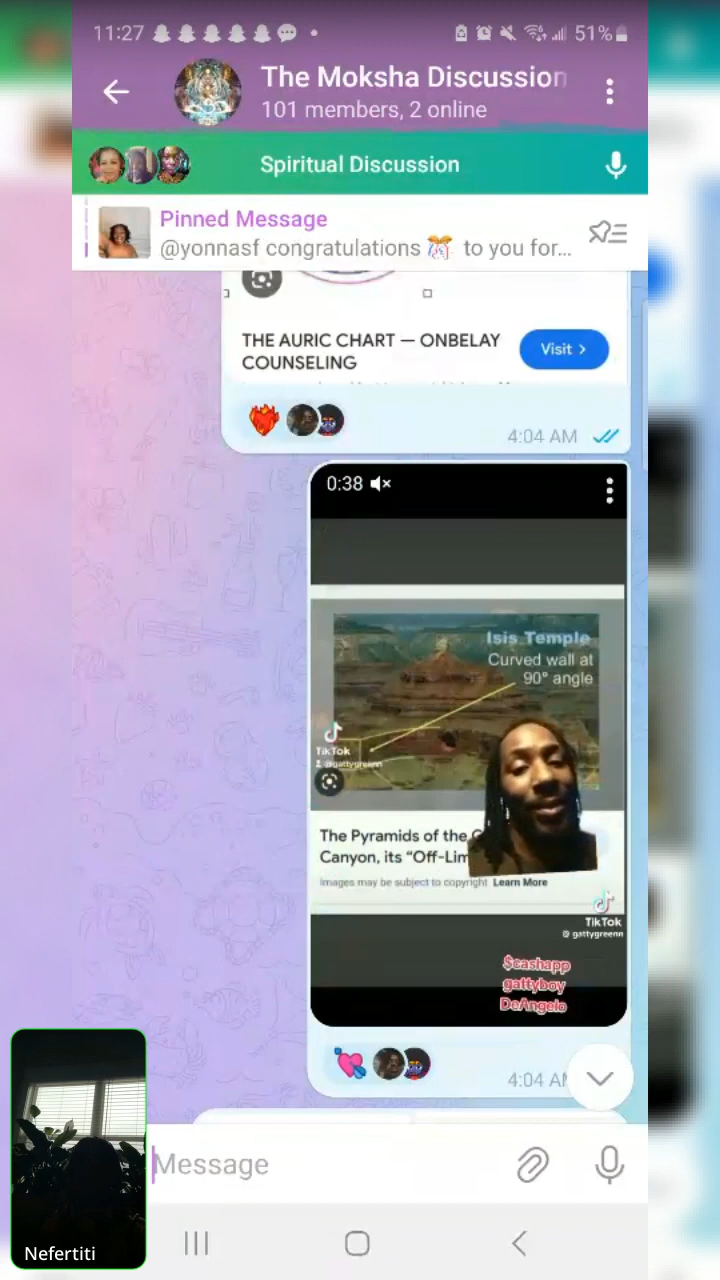 11:27
51%
The Moksha Discussion
101 members, 2 online
Spiritual Discussion
Pinned Message
@yonnasf congratulations 🎊 to you for...
THE AURIC CHART — ONBELAY
COUNSELING
Visit >
4:04 AM
0:38
Isis Temple
Curved wall at
90° angle
TikTok
@gattygreenn
The Pyramids of the
Canyon, its "Off-Lim
Images may be subject to copyright Learn More
TikTok
@gattygreenn
$cashapp
gattyboy
DeAngelo
4:04 AM
Message
Nefertiti